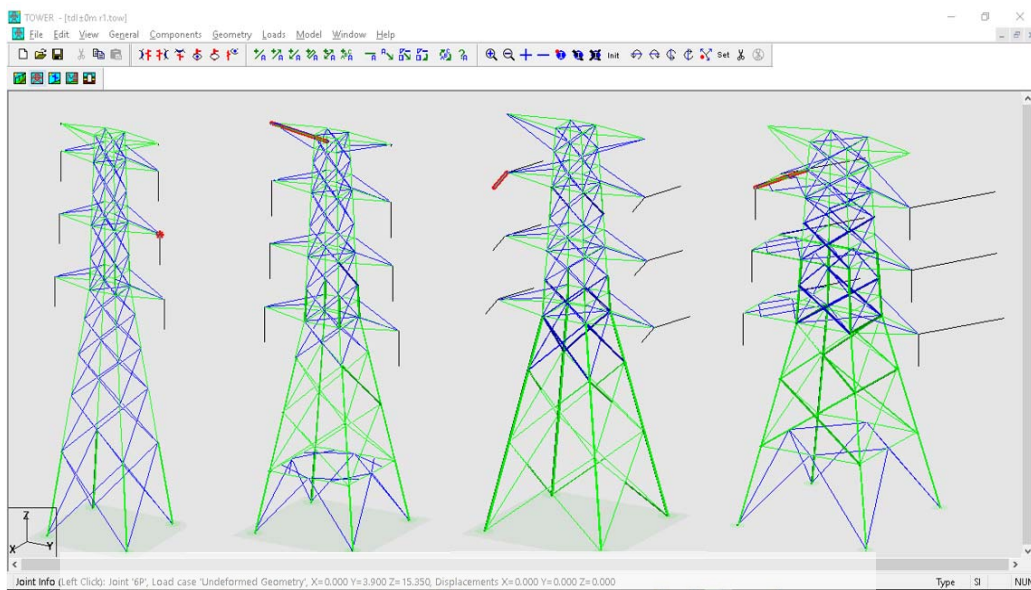 TOWER - [tdl±0m r1.tow]
File Edit View General Components Geometry Loads Model Window Help
Init Set
Z
X Y
Joint Info (Left Click): Joint '6P', Load case 'Undeformed Geometry', X=0.000 Y=3.900 Z=15.350, Displacements X=0.000 Y=0.000 Z=0.000 Type SI NUM